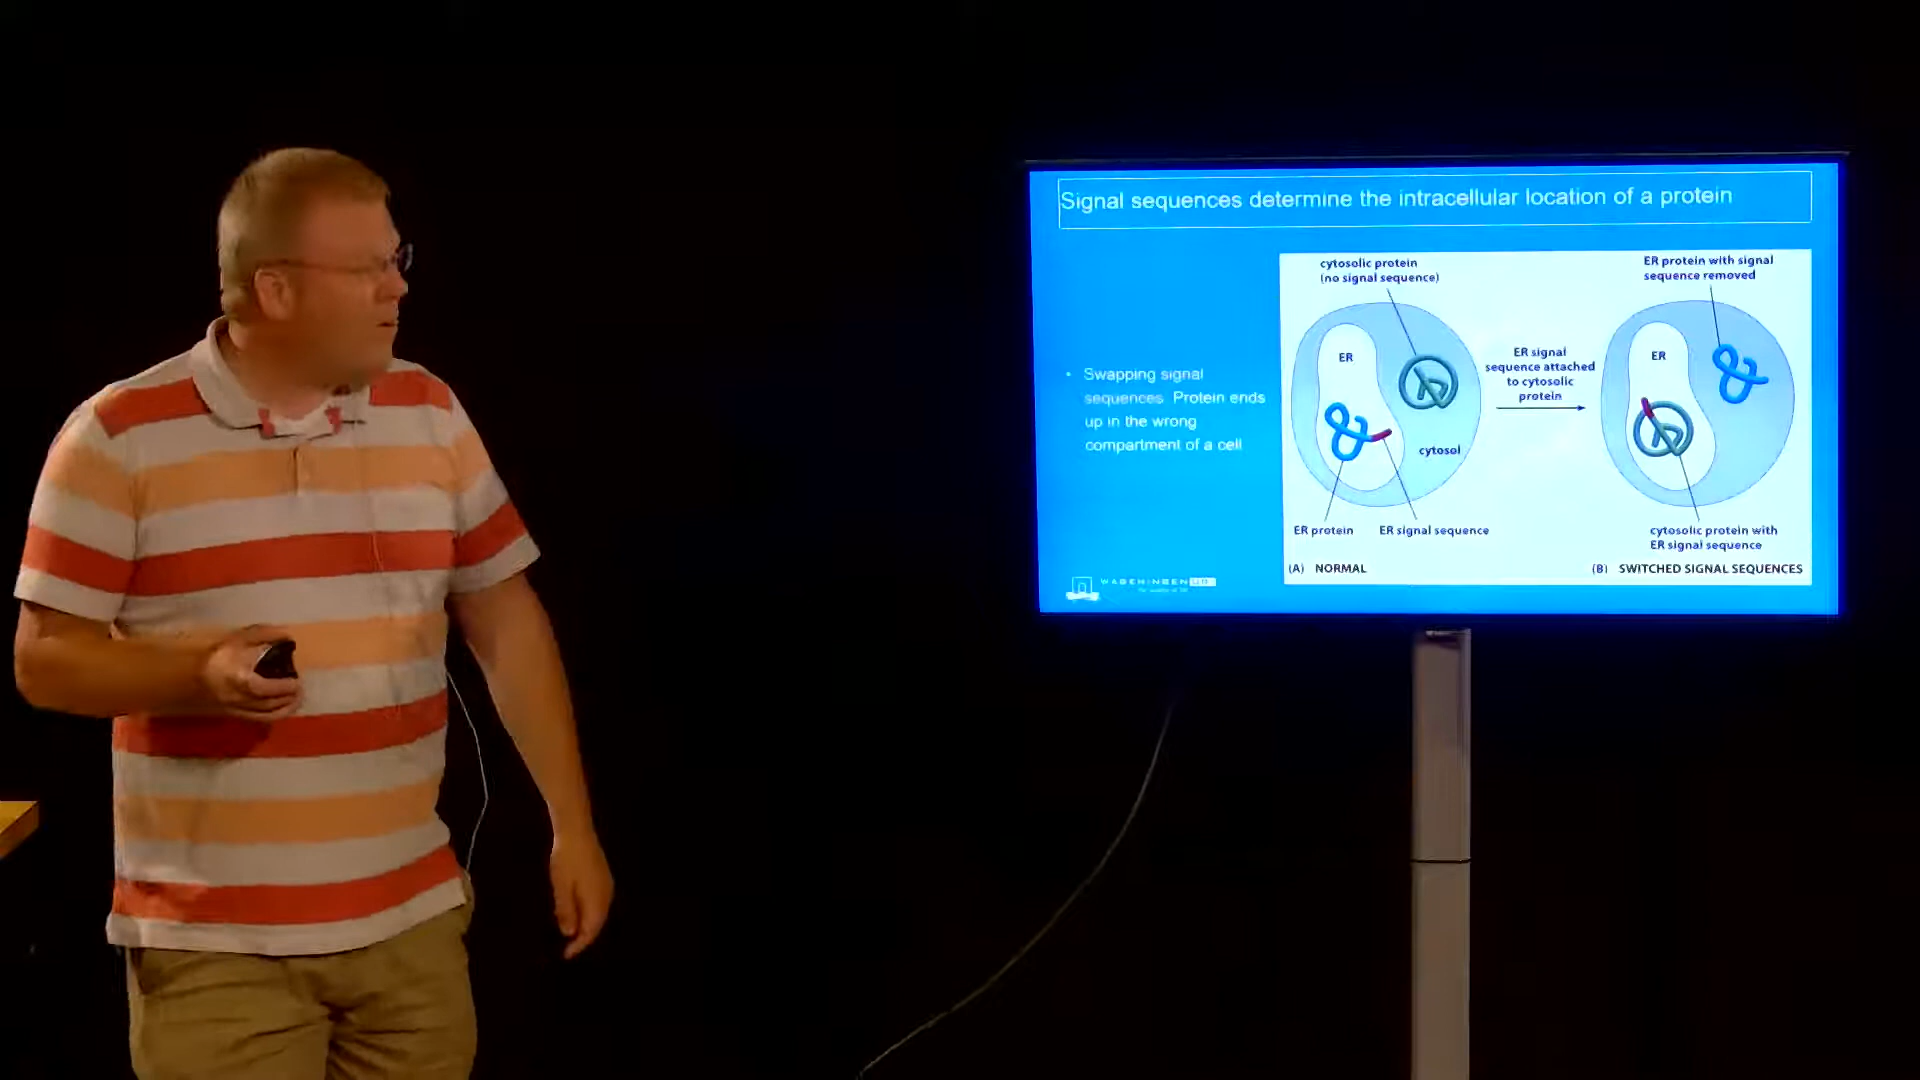 Signal sequences determine the intracellular location of a protein
• Swapping signal
sequences. Protein ends
up in the wrong
compartment of a cell
cytosolic protein
(no signal sequence)
ER
cytosol
ER protein
ER signal sequence
(A) NORMAL
ER signal
sequence attached
to cytosolic
protein
ER protein with signal
sequence removed
ER
cytosolic protein with
ER signal sequence
(B) SWITCHED SIGNAL SEQUENCES
WAGENINGEN UR